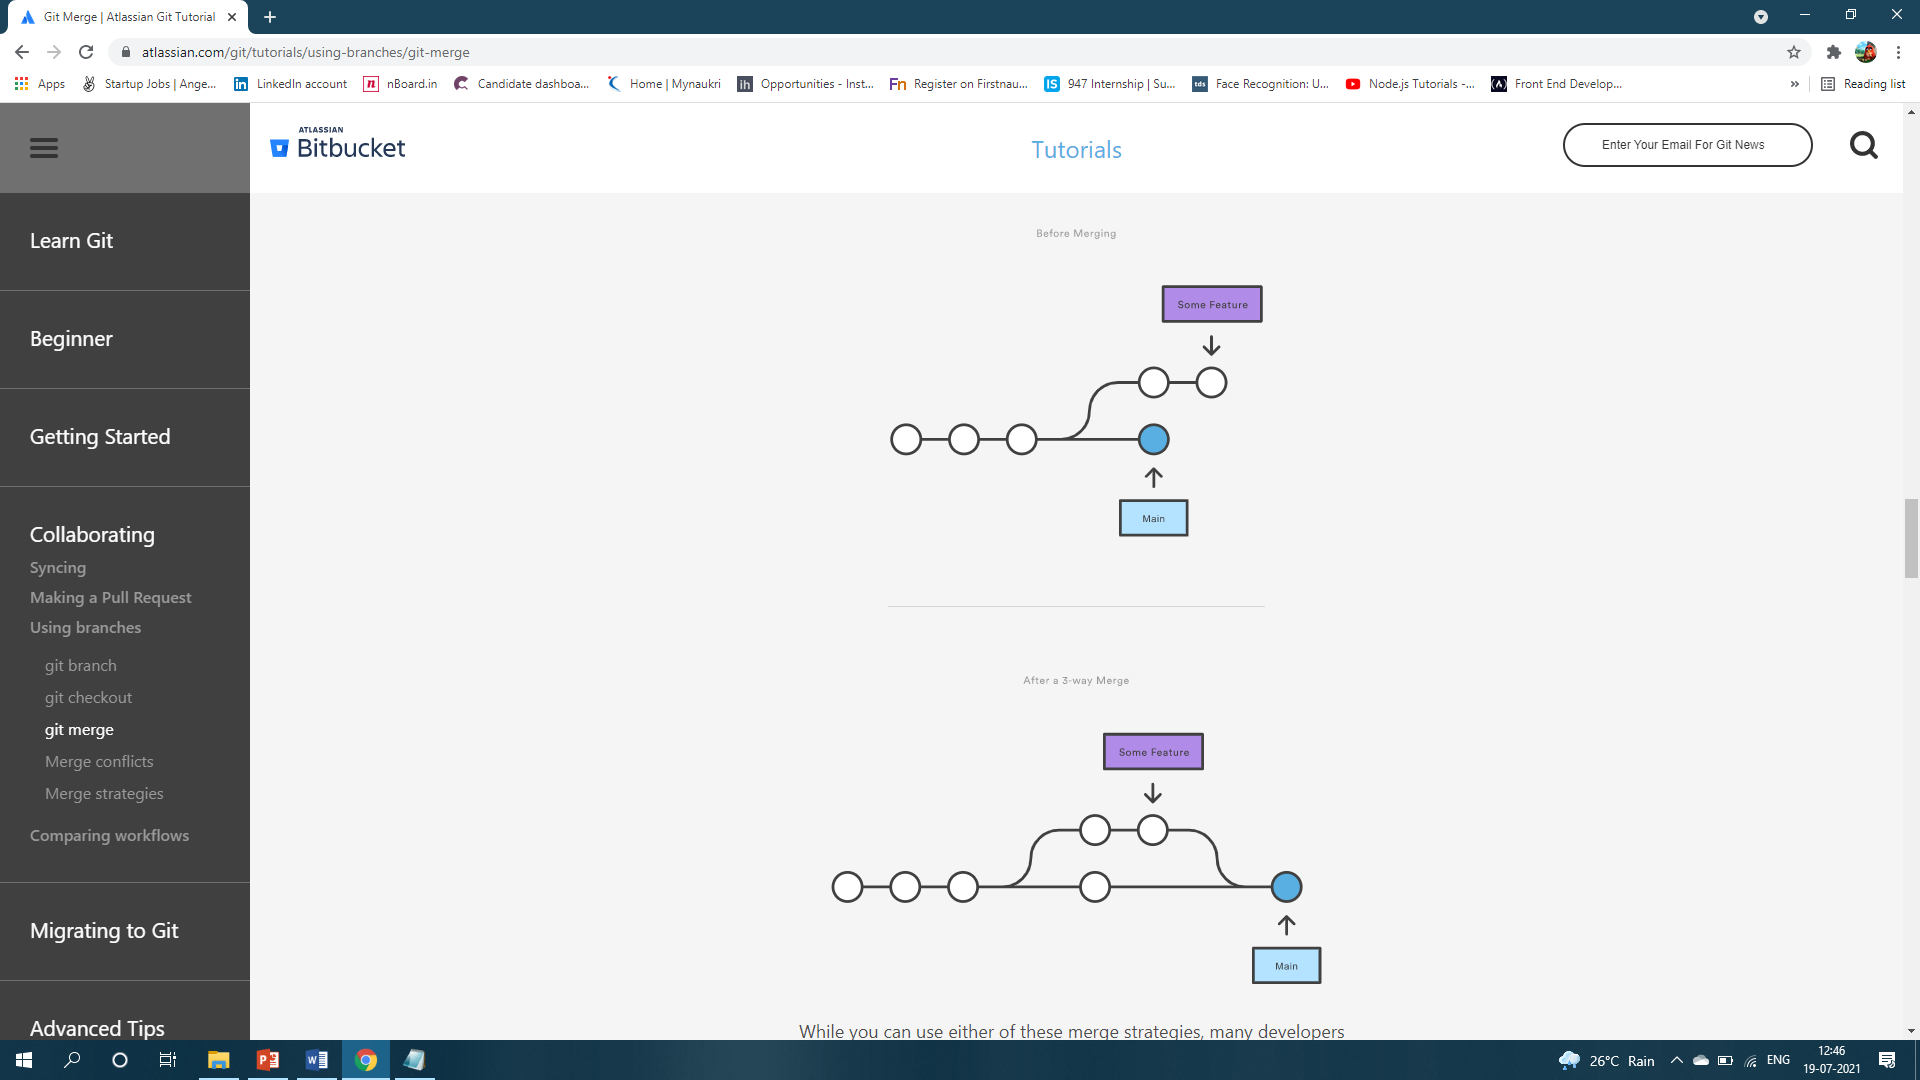 Git Merge | Atlassian Git Tutorial
atlassian.com/git/tutorials/using-branches/git-merge
Apps
Startup Jobs | Ange...
in LinkedIn account
n nBoard.in
Candidate dashboa...
Home | Mynaukri
ih Opportunities - Inst...
Fn Register on Firstnau...
IS 947 Internship | Su...
tds Face Recognition: U...
Node.js Tutorials -...
(A) Front End Develop...
»
Reading list
ATLASSIAN
Bitbucket
Tutorials
Enter Your Email For Git News
Learn Git
Beginner
Getting Started
Collaborating
Syncing
Making a Pull Request
Using branches
git branch
git checkout
git merge
Merge conflicts
Merge strategies
Comparing workflows
Migrating to Git
Advanced Tips
Before Merging
Some Feature
Main
After a 3-way Merge
Some Feature
Main
While you can use either of these merge strategies, many developers
26°C Rain
ENG
12:46
19-07-2021